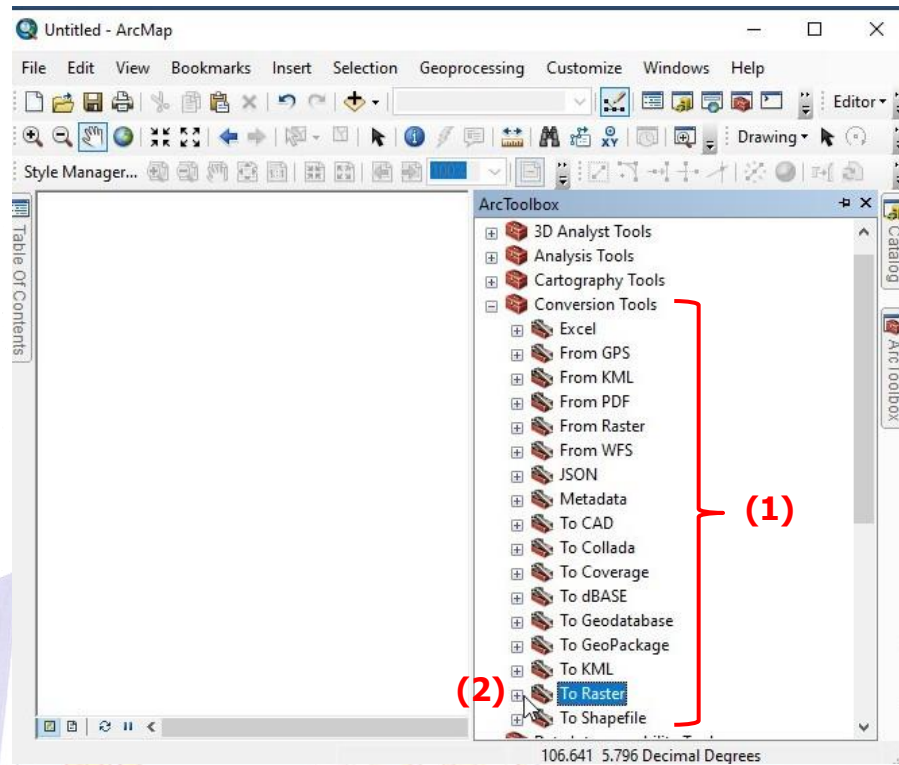 Untitled - ArcMap
File Edit View Bookmarks Insert Selection Geoprocessing Customize Windows Help
Editor
Drawing
Style Manager... 100%
ArcToolbox
Table Of Contents
Catalog
ArcToolbox
3D Analyst Tools
Analysis Tools
Cartography Tools
Conversion Tools
Excel
From GPS
From KML
From PDF
From Raster
From WFS
JSON
Metadata
(1)
To CAD
To Collada
To Coverage
To dBASE
To Geodatabase
To GeoPackage
To KML
(2) To Raster
To Shapefile
106.641 5.796 Decimal Degrees